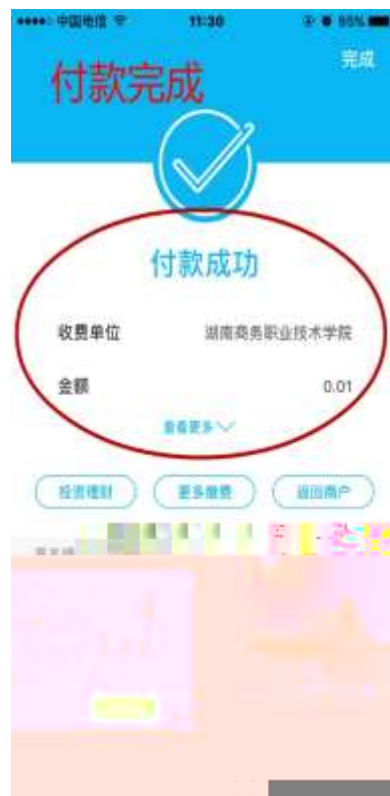 中国电信 11:30 95%
完成
付款完成
付款成功
收费单位 湖南商务职业技术学院
金额 0.01
查看更多
投资理财 更多缴费 返回商户